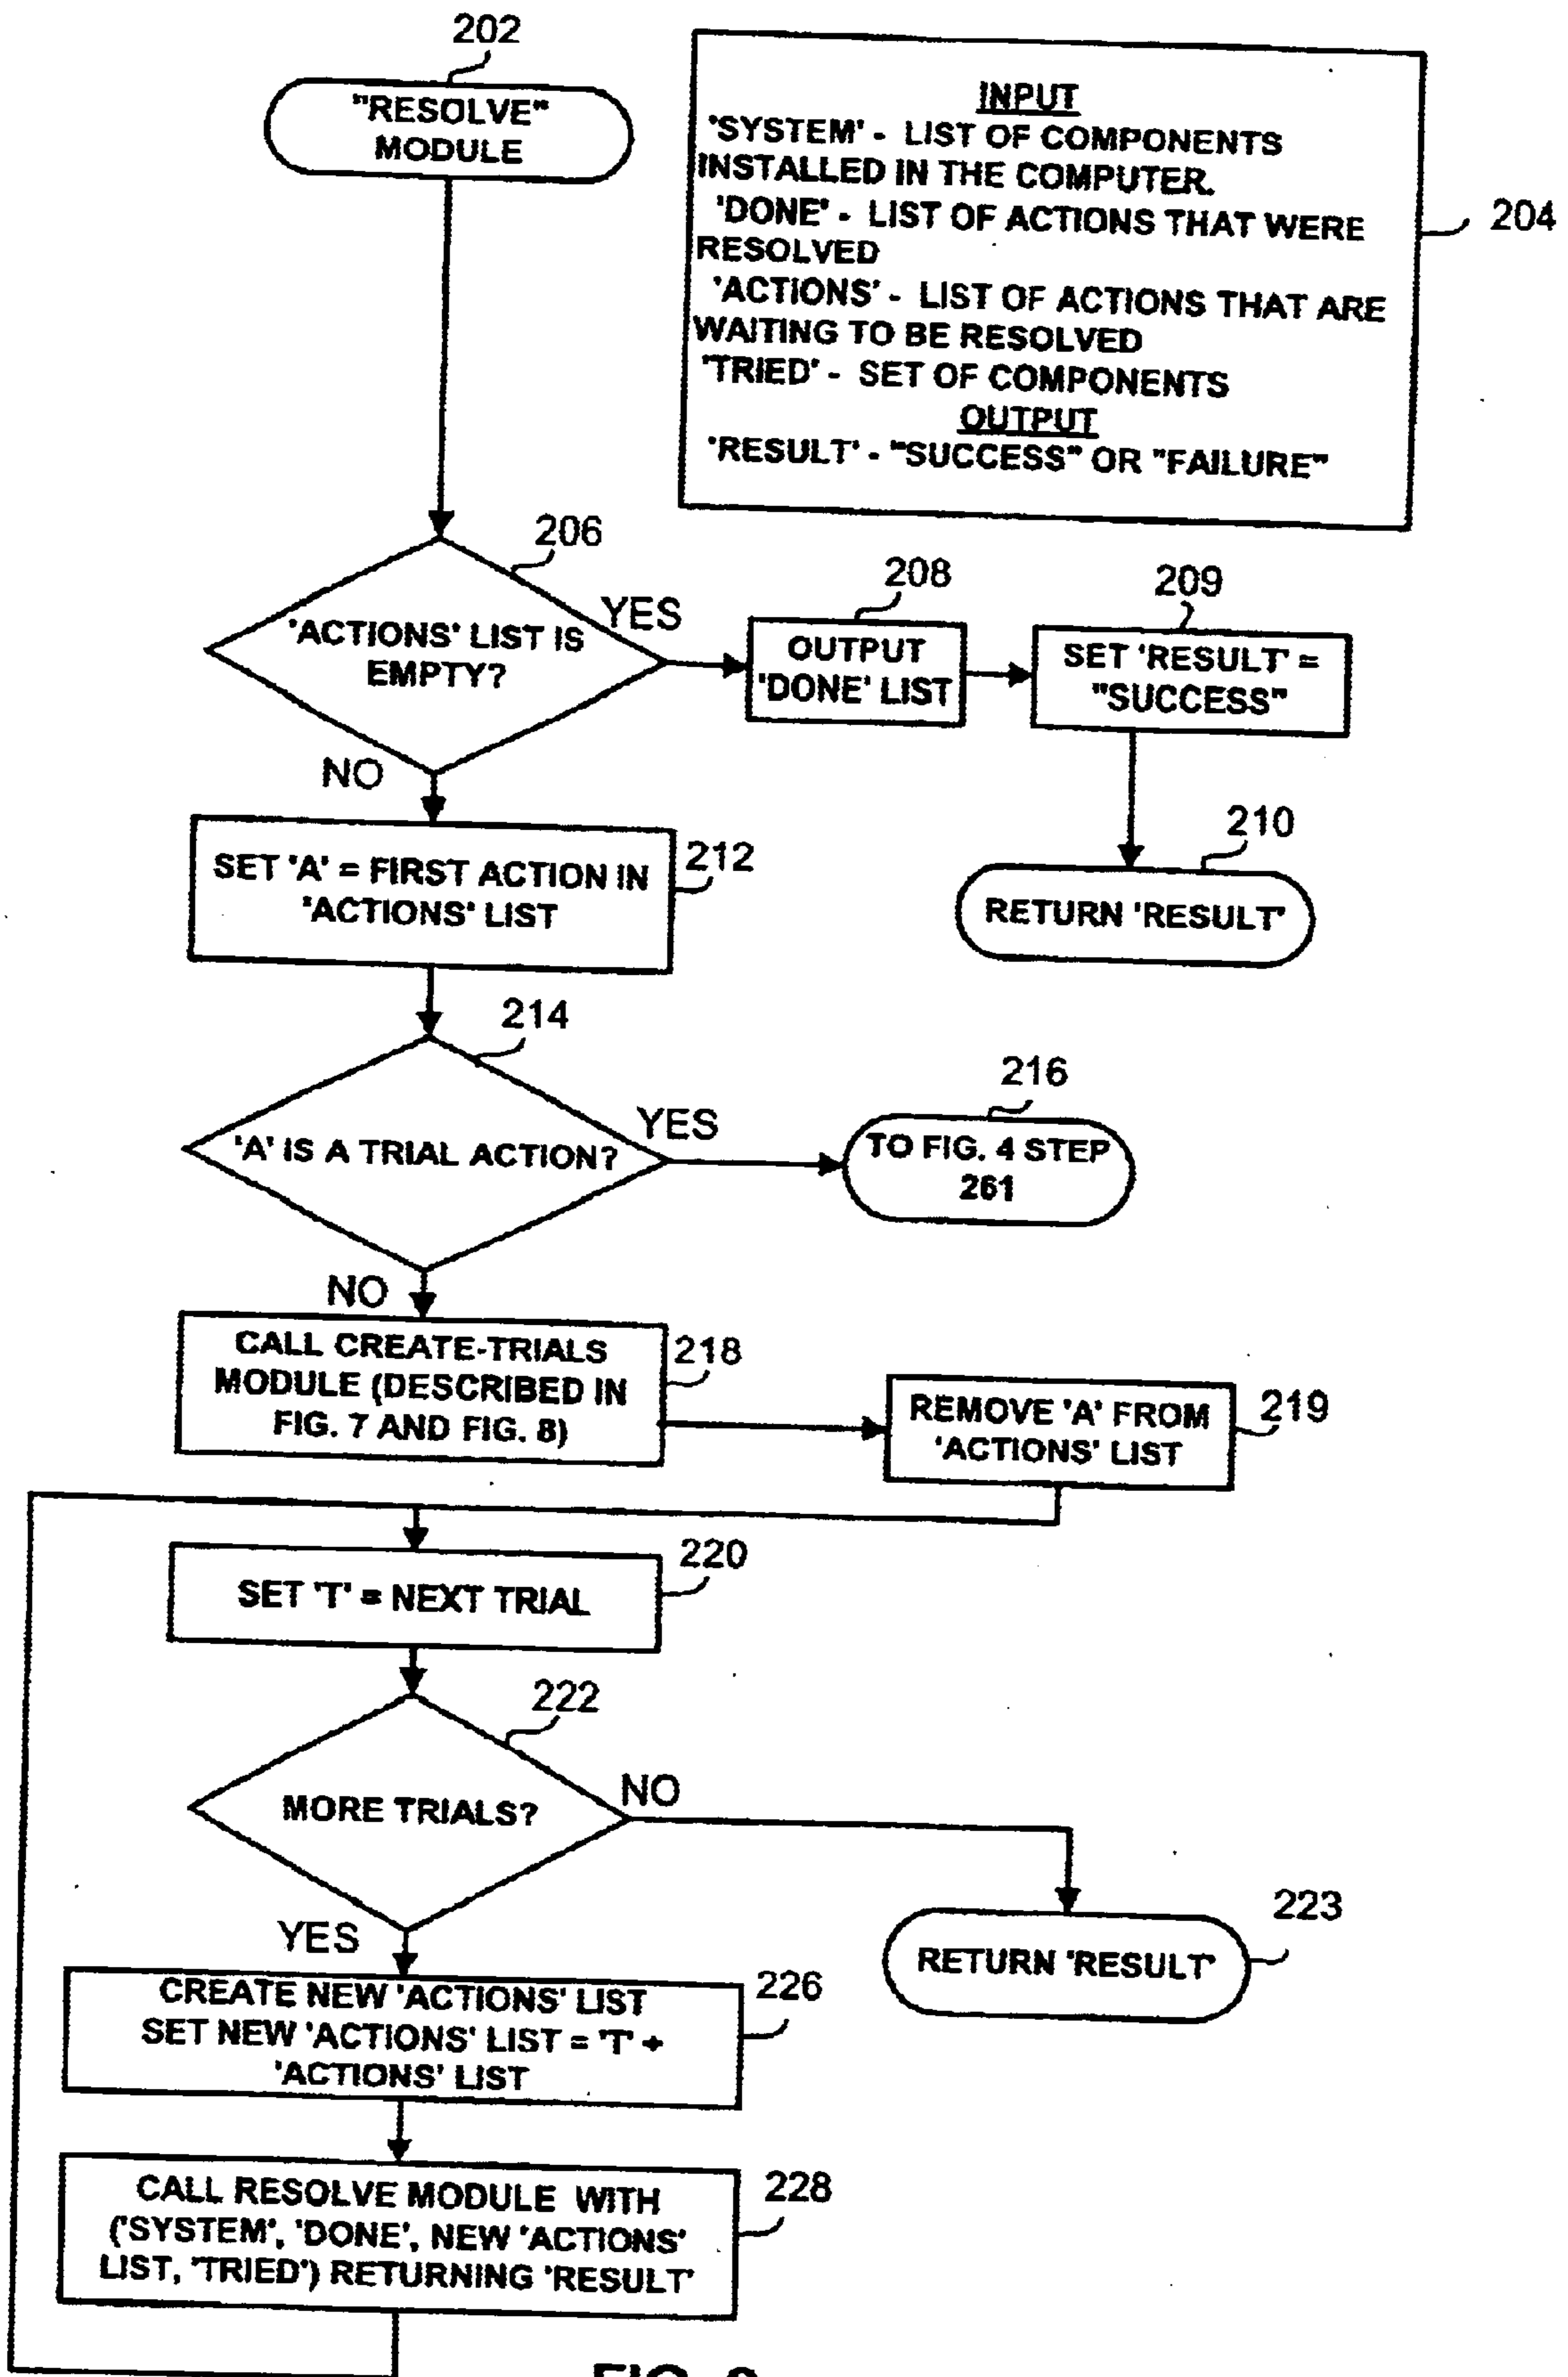 202
"RESOLVE"
MODULE
INPUT
'SYSTEM' - LIST OF COMPONENTS
INSTALLED IN THE COMPUTER.
'DONE' - LIST OF ACTIONS THAT WERE
RESOLVED
'ACTIONS' - LIST OF ACTIONS THAT ARE
WAITING TO BE RESOLVED
'TRIED' - SET OF COMPONENTS
OUTPUT
'RESULT' - "SUCCESS" OR "FAILURE"
204
206
'ACTIONS' LIST IS
EMPTY?
YES
NO
208
OUTPUT
'DONE' LIST
209
SET 'RESULT' =
"SUCCESS"
210
RETURN 'RESULT'
212
SET 'A' = FIRST ACTION IN
'ACTIONS' LIST
214
'A' IS A TRIAL ACTION?
YES
NO
216
TO FIG. 4 STEP
261
218
CALL CREATE-TRIALS
MODULE (DESCRIBED IN
FIG. 7 AND FIG. 8)
219
REMOVE 'A' FROM
'ACTIONS' LIST
220
SET 'T' = NEXT TRIAL
222
MORE TRIALS?
NO
YES
223
RETURN 'RESULT'
226
CREATE NEW 'ACTIONS' LIST
SET NEW 'ACTIONS' LIST = 'T' +
'ACTIONS' LIST
228
CALL RESOLVE MODULE WITH
('SYSTEM', 'DONE', NEW 'ACTIONS'
LIST, 'TRIED') RETURNING 'RESULT'